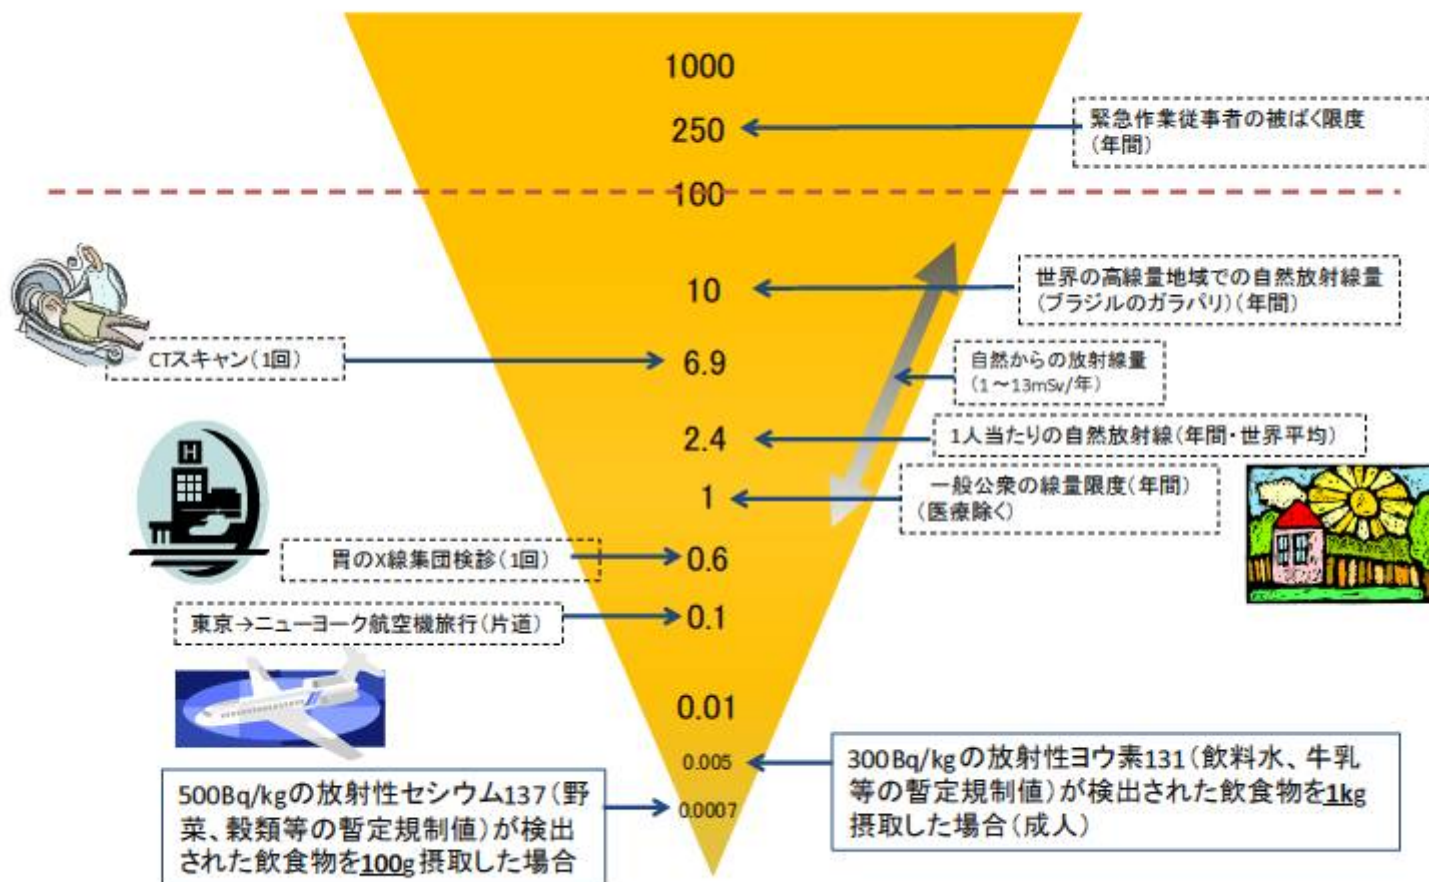 1000
250
緊急作業従事者の被ばく限度
(年間)
100
10
世界の高線量地域での自然放射線量
(ブラジルのガラパリ)(年間)
CTスキャン(1回)
6.9
自然からの放射線量
(1～13mSv/年)
2.4
1人当たりの自然放射線(年間・世界平均)
H
1
一般公衆の線量限度(年間)
(医療除く)
胃のX線集団検診(1回)
0.6
東京→ニューヨーク航空機旅行(片道)
0.1
0.01
0.005
300Bq/kgの放射性ヨウ素131(飲料水、牛乳
等の暫定規制値)が検出された飲食物を1kg
摂取した場合(成人)
500Bq/kgの放射性セシウム137(野
菜、穀類等の暫定規制値)が検出
された飲食物を100g摂取した場合
0.0007